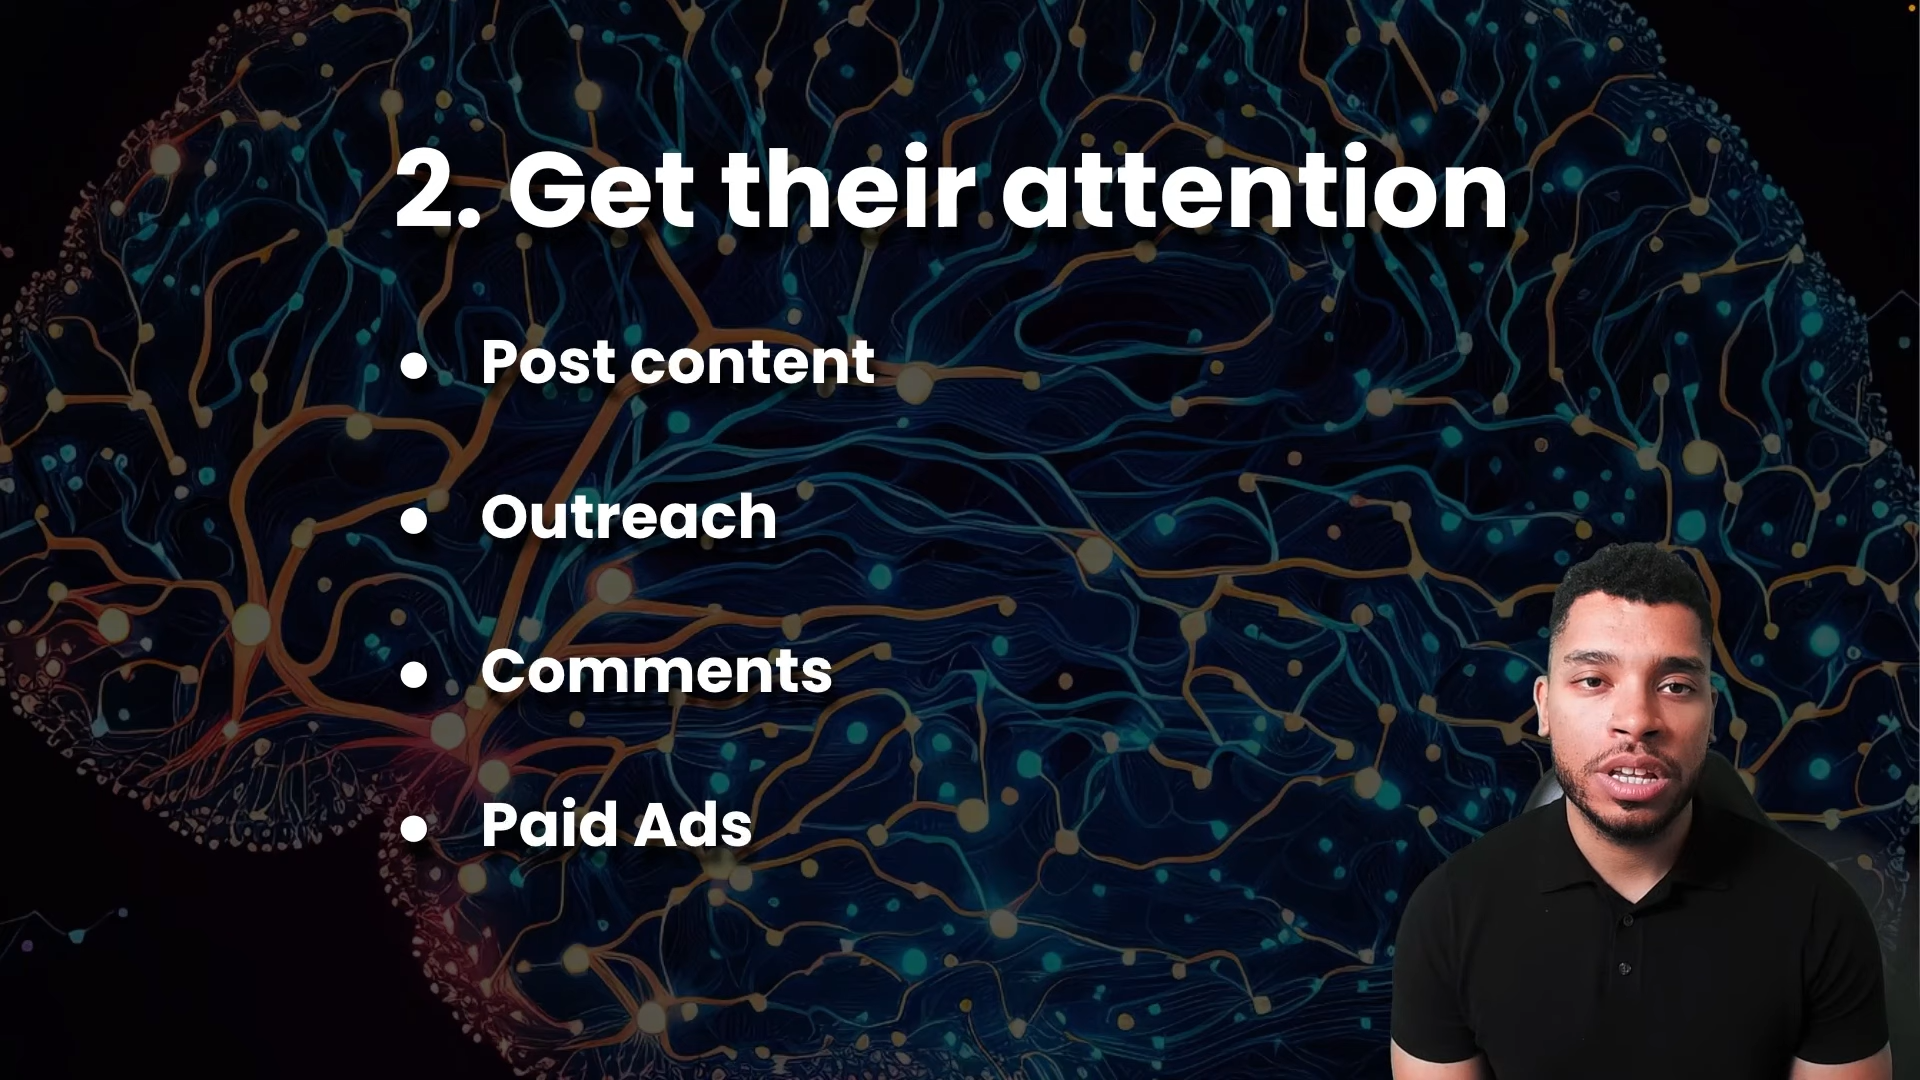 2. Get their attention
● Post content
● Outreach
● Comments
● Paid Ads